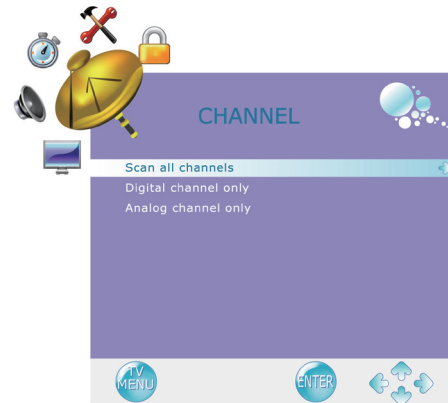 CHANNEL
Scan all channels
Digital channel only
Analog channel only
TV
MENU
ENTER